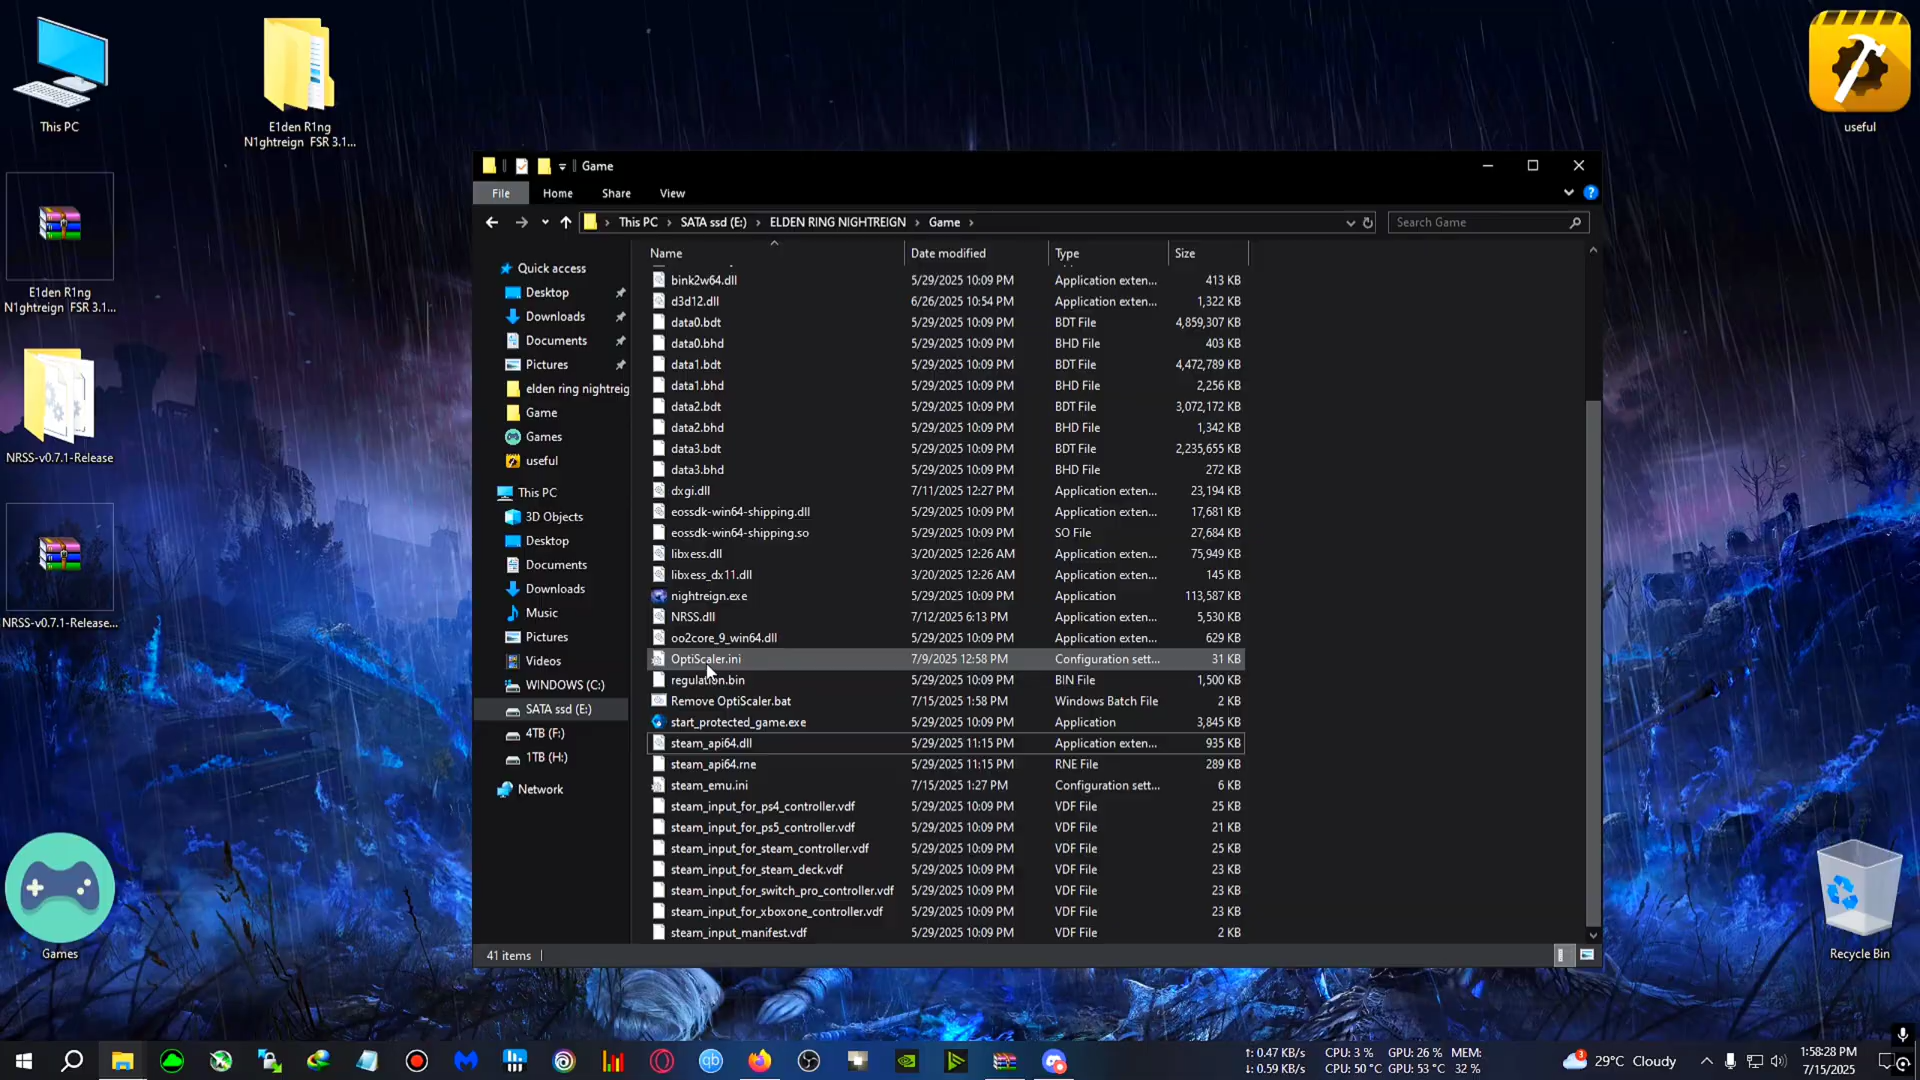 This PC
E1den R1ng
N1ghtreign FSR 3.1...
useful
E1den R1ng
N1ghtreign FSR 3.1...
NRSS-v0.7.1-Release
NRSS-v0.7.1-Release...
Games
Recycle Bin
Game
File Home Share View
This PC › SATA ssd (E:) › ELDEN RING NIGHTREIGN › Game ›
Search Game
Quick access
Desktop
Downloads
Documents
Pictures
elden ring nightreig
Game
Games
useful
This PC
3D Objects
Desktop
Documents
Downloads
Music
Pictures
Videos
WINDOWS (C:)
SATA ssd (E:)
4TB (F:)
1TB (H:)
Network
Name Date modified Type Size
bink2w64.dll 5/29/2025 10:09 PM Application exten... 413 KB
d3d12.dll 6/26/2025 10:54 PM Application exten... 1,322 KB
data0.bdt 5/29/2025 10:09 PM BDT File 4,859,307 KB
data0.bhd 5/29/2025 10:09 PM BHD File 403 KB
data1.bdt 5/29/2025 10:09 PM BDT File 4,472,789 KB
data1.bhd 5/29/2025 10:09 PM BHD File 2,256 KB
data2.bdt 5/29/2025 10:09 PM BDT File 3,072,172 KB
data2.bhd 5/29/2025 10:09 PM BHD File 1,342 KB
data3.bdt 5/29/2025 10:09 PM BDT File 2,235,655 KB
data3.bhd 5/29/2025 10:09 PM BHD File 272 KB
dxgi.dll 7/11/2025 12:27 PM Application exten... 23,194 KB
eossdk-win64-shipping.dll 5/29/2025 10:09 PM Application exten... 17,681 KB
eossdk-win64-shipping.so 5/29/2025 10:09 PM SO File 27,684 KB
libxess.dll 3/20/2025 12:26 AM Application exten... 75,949 KB
libxess_dx11.dll 3/20/2025 12:26 AM Application exten... 145 KB
nightreign.exe 5/29/2025 10:09 PM Application 113,587 KB
NRSS.dll 7/12/2025 6:13 PM Application exten... 5,530 KB
oo2core_9_win64.dll 5/29/2025 10:09 PM Application exten... 629 KB
OptiScaler.ini 7/9/2025 12:58 PM Configuration sett... 31 KB
regulation.bin 5/29/2025 10:09 PM BIN File 1,500 KB
Remove OptiScaler.bat 7/15/2025 1:58 PM Windows Batch File 2 KB
start_protected_game.exe 5/29/2025 10:09 PM Application 3,845 KB
steam_api64.dll 5/29/2025 11:15 PM Application exten... 935 KB
steam_api64.rne 5/29/2025 11:15 PM RNE File 289 KB
steam_emu.ini 7/15/2025 1:27 PM Configuration sett... 6 KB
steam_input_for_ps4_controller.vdf 5/29/2025 10:09 PM VDF File 25 KB
steam_input_for_ps5_controller.vdf 5/29/2025 10:09 PM VDF File 21 KB
steam_input_for_steam_controller.vdf 5/29/2025 10:09 PM VDF File 25 KB
steam_input_for_steam_deck.vdf 5/29/2025 10:09 PM VDF File 23 KB
steam_input_for_switch_pro_controller.vdf 5/29/2025 10:09 PM VDF File 23 KB
steam_input_for_xboxone_controller.vdf 5/29/2025 10:09 PM VDF File 23 KB
steam_input_manifest.vdf 5/29/2025 10:09 PM VDF File 2 KB
41 items
↑: 0.47 KB/s CPU: 3 % GPU: 26 % MEM:
↓: 0.59 KB/s CPU: 50 °C GPU: 53 °C 32 %
3
29°C Cloudy
1:58:28 PM
7/15/2025